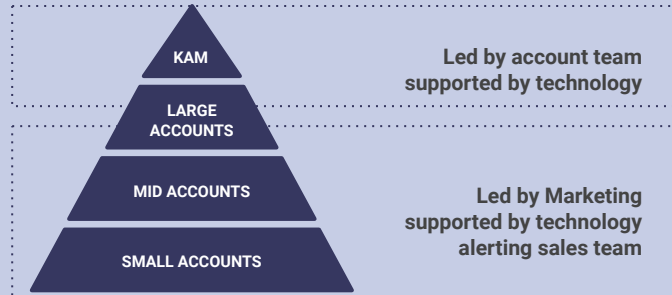 KAM
Led by account team
supported by technology
LARGE
ACCOUNTS
MID ACCOUNTS
Led by Marketing
supported by technology
alerting sales team
SMALL ACCOUNTS